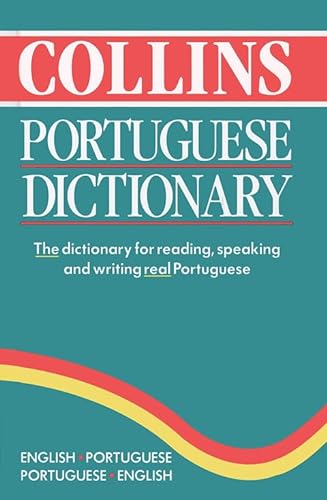 COLLINS
PORTUGUESE
DICTIONARY
The dictionary for reading, speaking
and writing real Portuguese
ENGLISH • PORTUGUESE
PORTUGUESE • ENGLISH